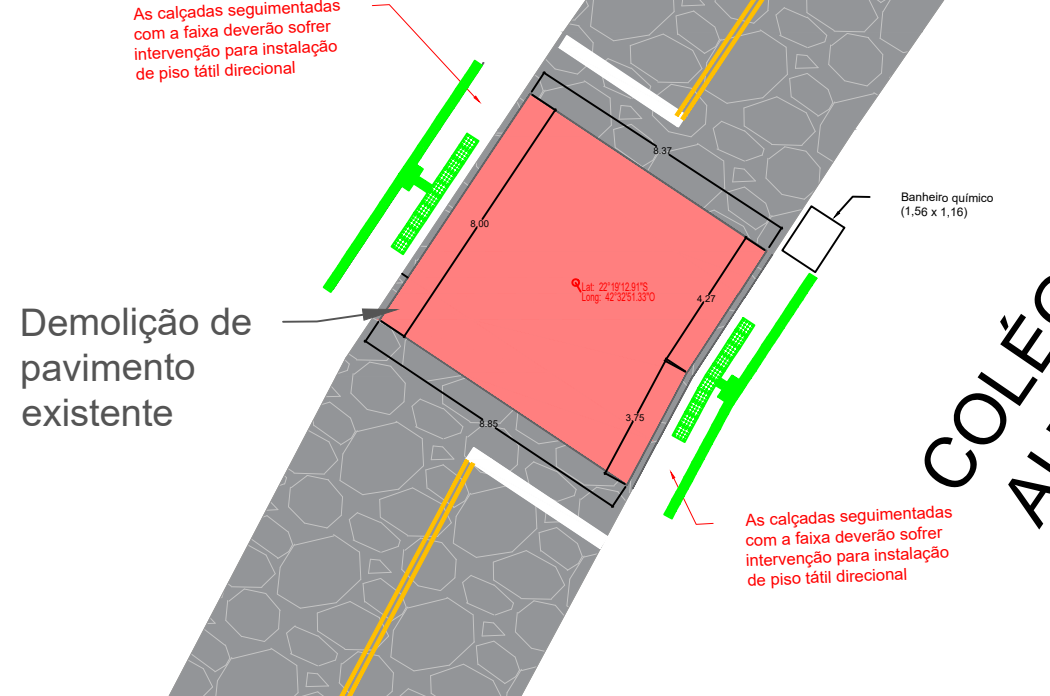 As calçadas seguimentadas
com a faixa deverão sofrer
intervenção para instalação
de piso tátil direcional
8.37
Banheiro químico
(1,56 x 1,16)
8.00
Lat: 22°19'12.91"S
Long: 42°32'51.33"O
4.27
Demolição de
pavimento
existente
3.75
8.85
As calçadas seguimentadas
com a faixa deverão sofrer
intervenção para instalação
de piso tátil direcional